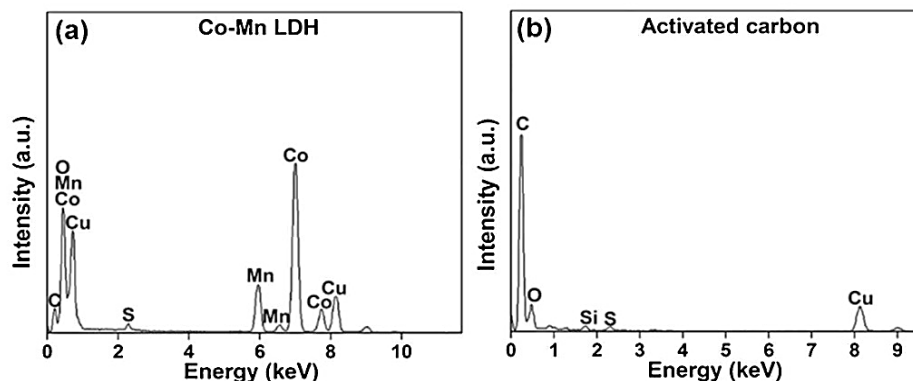 (a) Co-Mn LDH
Intensity (a.u.)
O
Mn
Co
Cu
C
S
Mn
Mn
Co
Co
Cu
0 2 4 6 8 10
Energy (keV)
(b) Activated carbon
Intensity (a.u.)
C
O
Si S
Cu
0 1 2 3 4 5 6 7 8 9
Energy (keV)